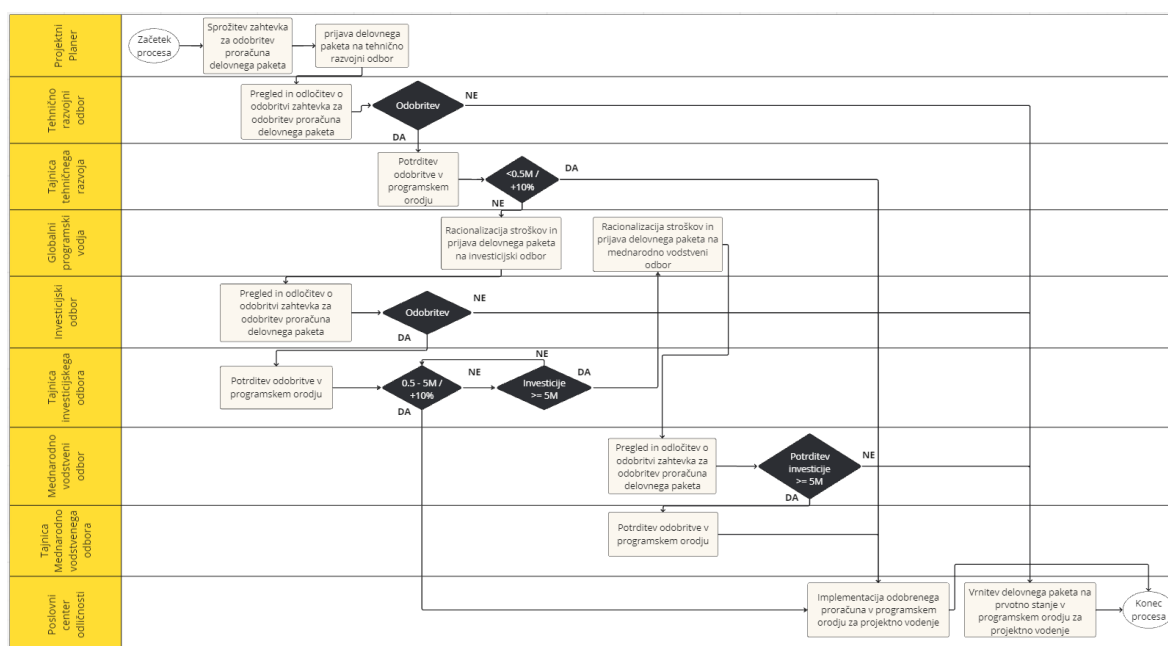 Projektni
Planer
Začetek
procesa
Sprožitev zahtevka
za odobritev
proračuna
delovnega paketa
prijava delovnega
paketa na tehnično
razvojni odbor
Tehnično
razvojni
odbor
Pregled in odločitev o
odobritvi zahtevka za
odobritev proračuna
delovnega paketa
Odobritev
NE
DA
Tajnica
tehničnega
razvoja
Potrditev
odobritve v
programskem
orodju
<0.5M /
+10%
DA
NE
Globalni
programski
vodja
Racionalizacija stroškov in
prijava delovnega paketa
na investicijski odbor
Racionalizacija stroškov in
prijava delovnega paketa na
mednarodno vodstveni
odbor
Investicijski
odbor
Pregled in odločitev o
odobritvi zahtevka za
odobritev proračuna
delovnega paketa
Odobritev
NE
DA
Tajnica
investicijskega
odbora
Potrditev odobritve v
programskem orodju
0.5 - 5M /
+10%
NE
DA
Investicije
>= 5M
NE
DA
Mednarodno
vodstveni
odbor
Pregled in odločitev o
odobritvi zahtevka za
odobritev proračuna
delovnega paketa
Potrditev
investicije
>= 5M
NE
DA
Tajnica
Mednarodno
vodstvenega
odbora
Potrditev odobritve v
programskem orodju
Poslovni
center
odličnosti
Implementacija odobrenega
proračuna v programskem
orodju za projektno vodenje
Vrnitev delovnega paketa na
prvotno stanje v
programskem orodju za
projektno vodenje
Konec
procesa